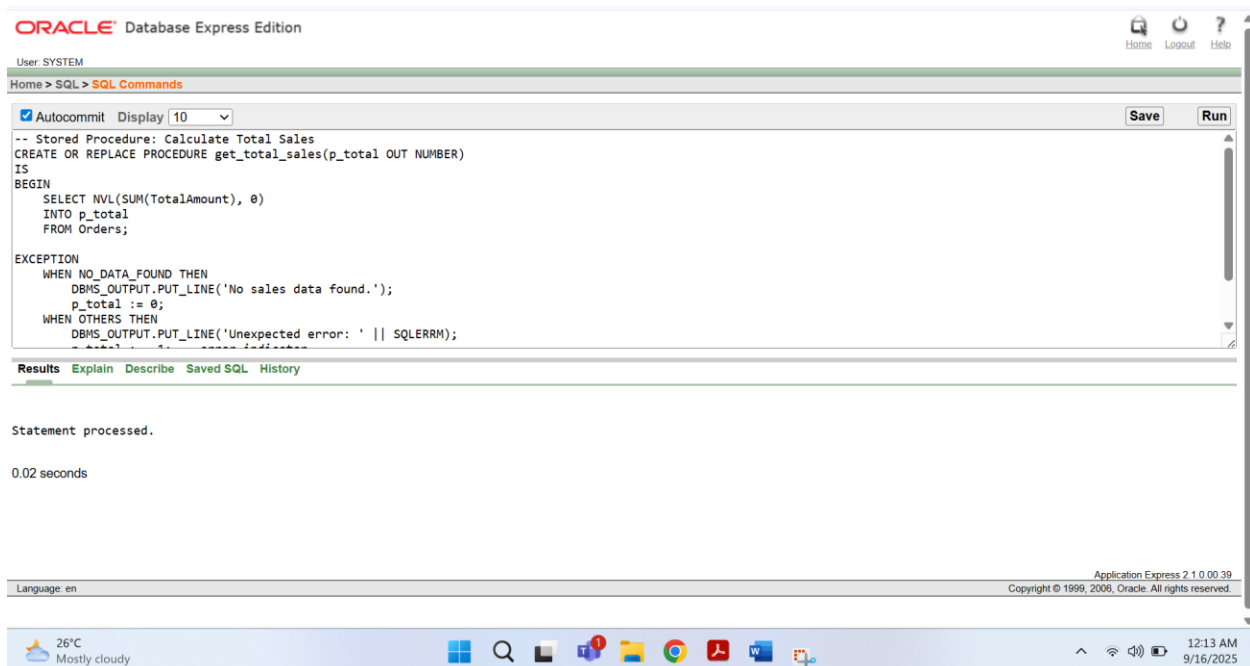 ORACLE Database Express Edition
Home Logout Help
User: SYSTEM
Home > SQL > SQL Commands
Autocommit Display 10 Save Run
-- Stored Procedure: Calculate Total Sales
CREATE OR REPLACE PROCEDURE get_total_sales(p_total OUT NUMBER)
IS
BEGIN
    SELECT NVL(SUM(TotalAmount), 0)
    INTO p_total
    FROM Orders;
EXCEPTION
    WHEN NO_DATA_FOUND THEN
        DBMS_OUTPUT.PUT_LINE('No sales data found.');
        p_total := 0;
    WHEN OTHERS THEN
        DBMS_OUTPUT.PUT_LINE('Unexpected error: ' || SQLERRM);
Results Explain Describe Saved SQL History
Statement processed.
0.02 seconds
Application Express 2.1.0.00.39
Language: en Copyright © 1999, 2006, Oracle. All rights reserved.
26°C
Mostly cloudy
1
12:13 AM
9/16/2025